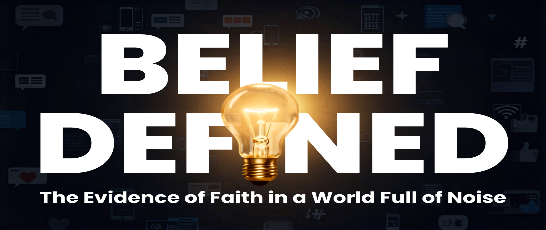 BELIEF
DEFINED
The Evidence of Faith in a World Full of Noise
#
#